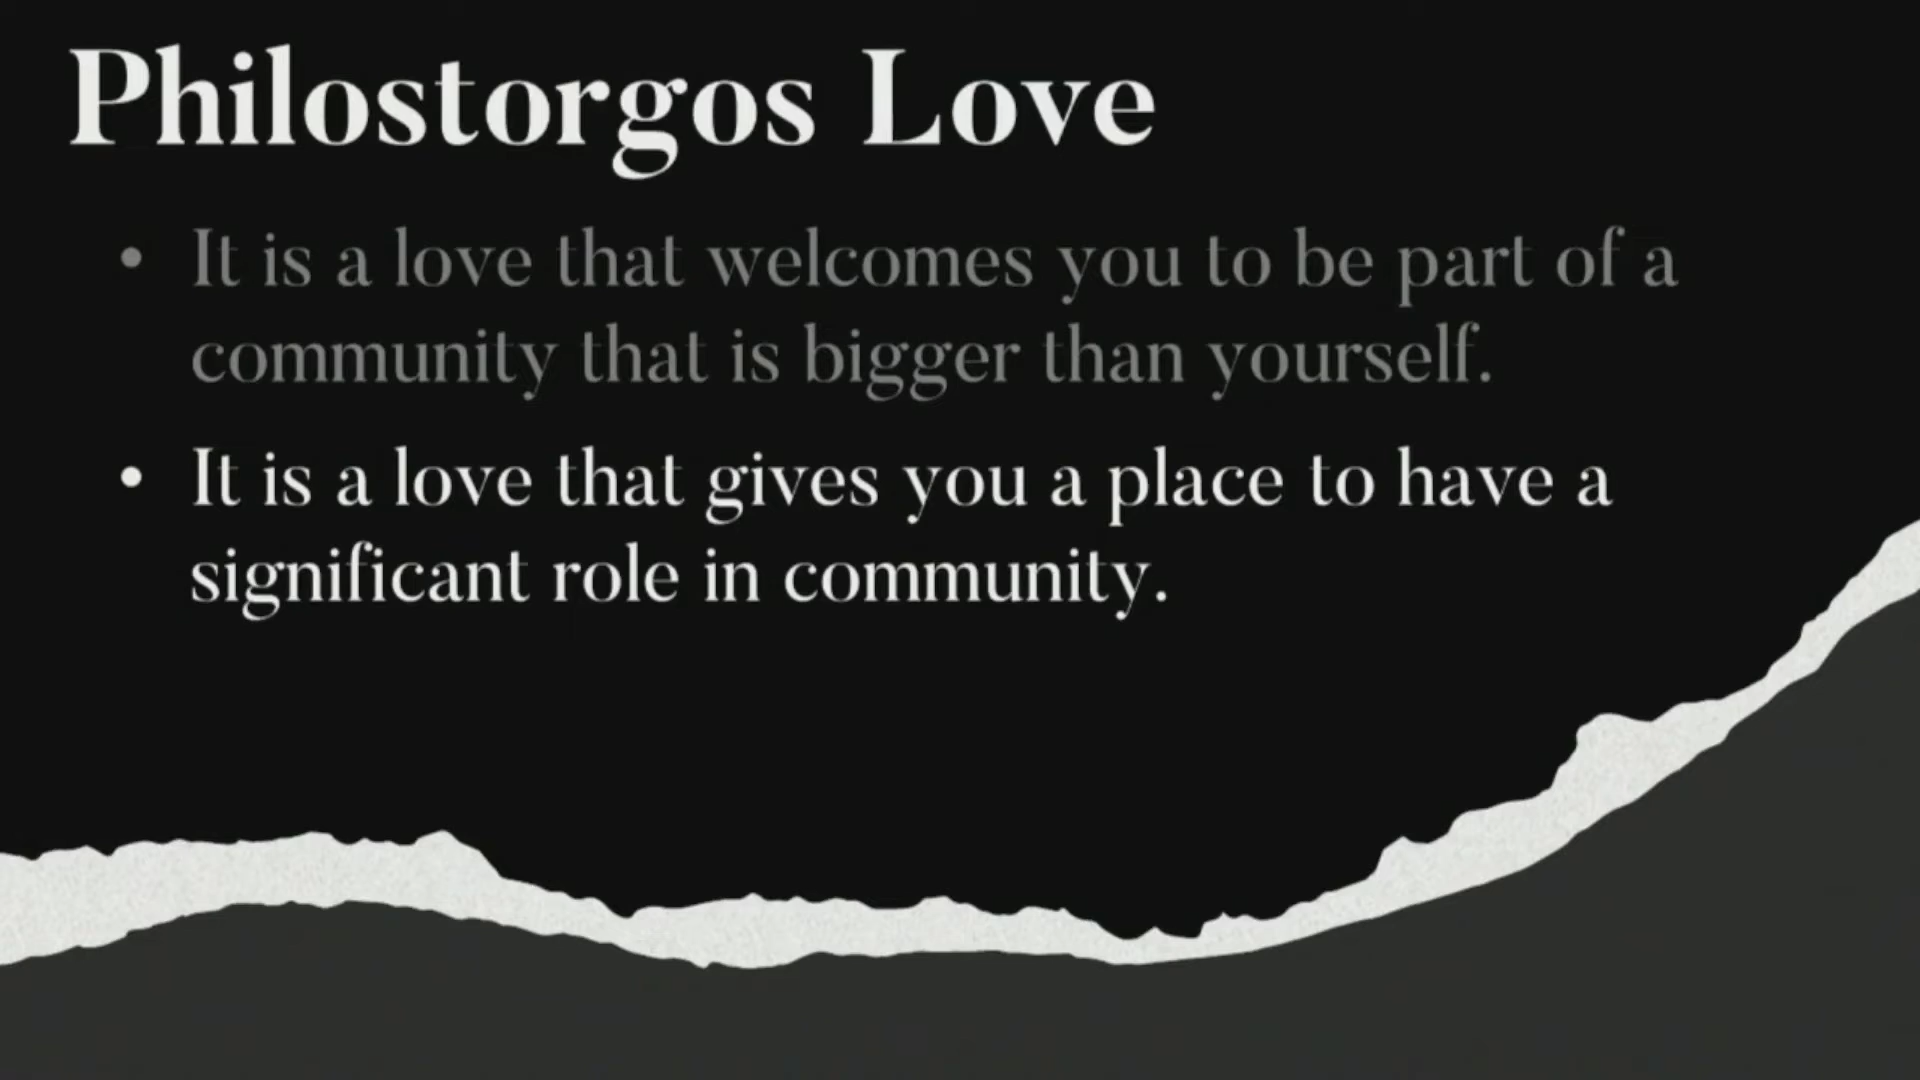 Philostorgos Love
• It is a love that welcomes you to be part of a
community that is bigger than yourself.
• It is a love that gives you a place to have a
significant role in community.